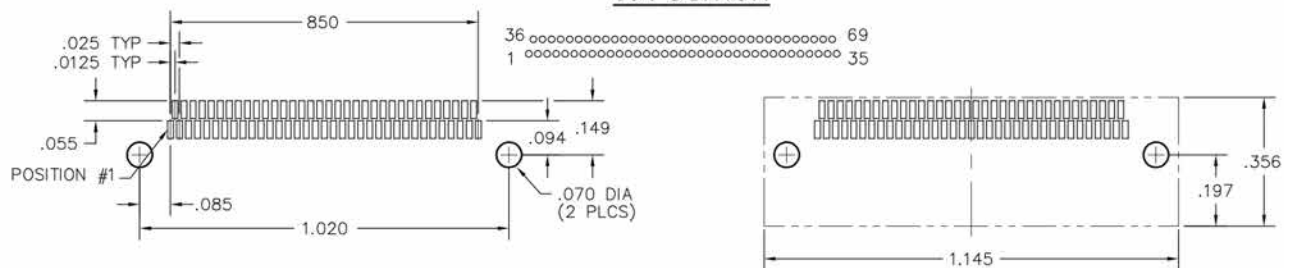 850
.025 TYP
.0125 TYP
36
69
1
35
.055
.094
.149
POSITION #1
.085
.070 DIA
(2 PLCS)
1.020
.356
.197
1.145